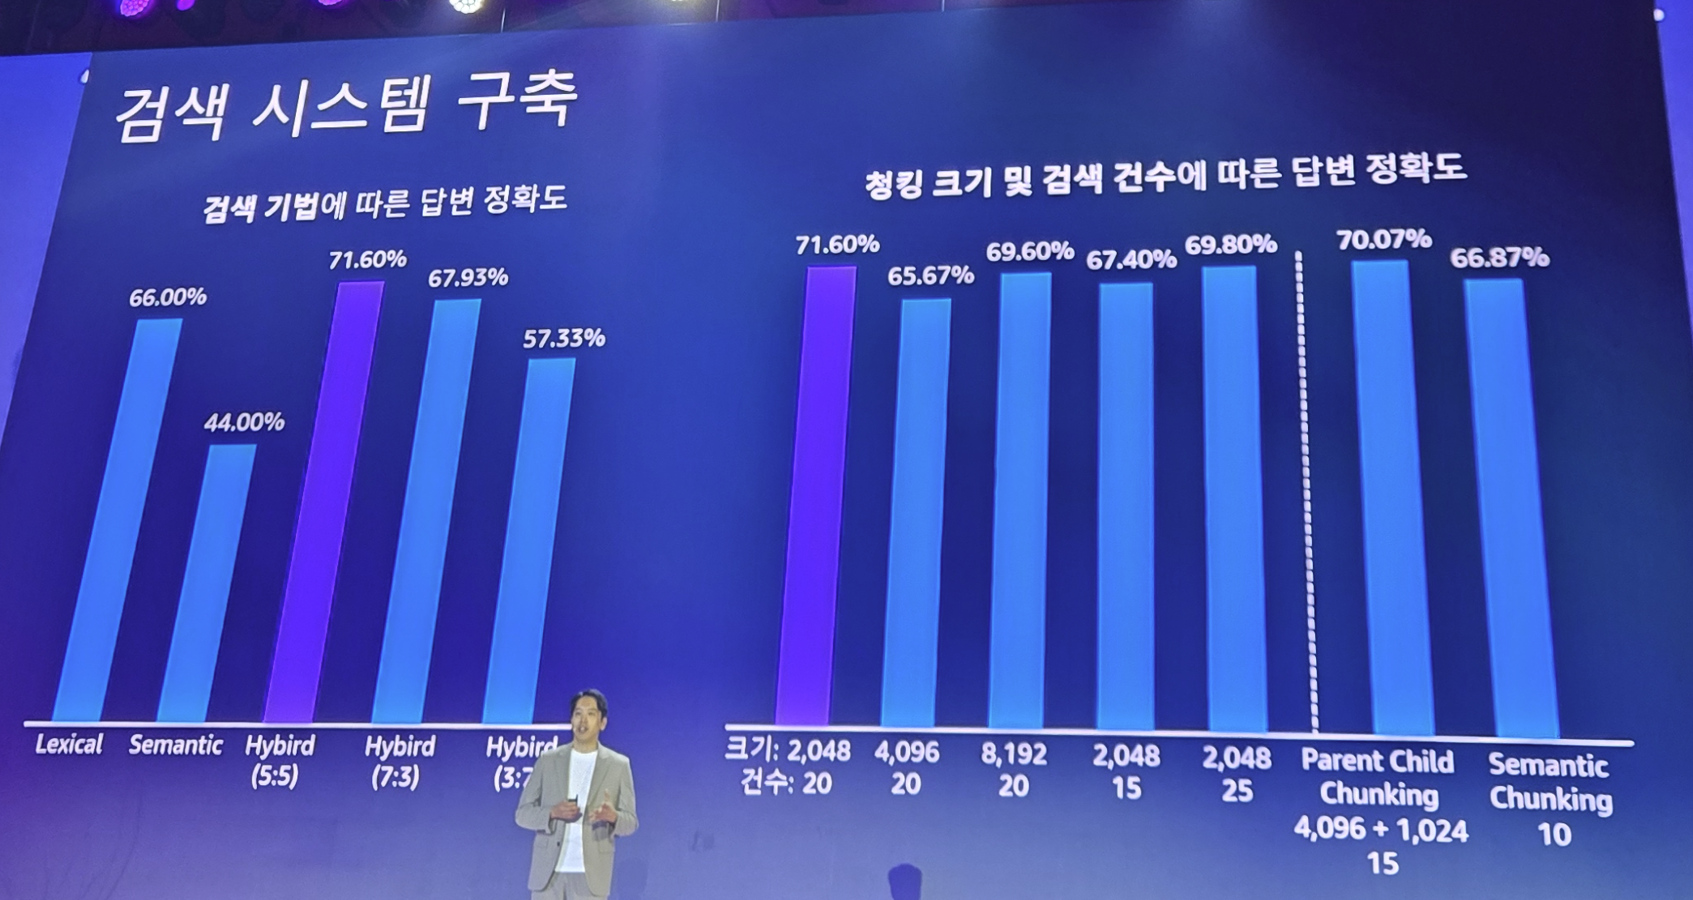 검색 시스템 구축
검색 기법에 따른 답변 정확도
66.00%
44.00%
71.60%
67.93%
57.33%
Lexical
Semantic
Hybird
(5:5)
Hybird
(7:3)
Hybird
(3:7
청킹 크기 및 검색 건수에 따른 답변 정확도
71.60%
65.67%
69.60%
67.40%
69.80%
70.07%
66.87%
크기: 2,048
건수: 20
4,096
20
8,192
20
2,048
15
2,048
25
Parent Child
Chunking
4,096 + 1,024
15
Semantic
Chunking
10